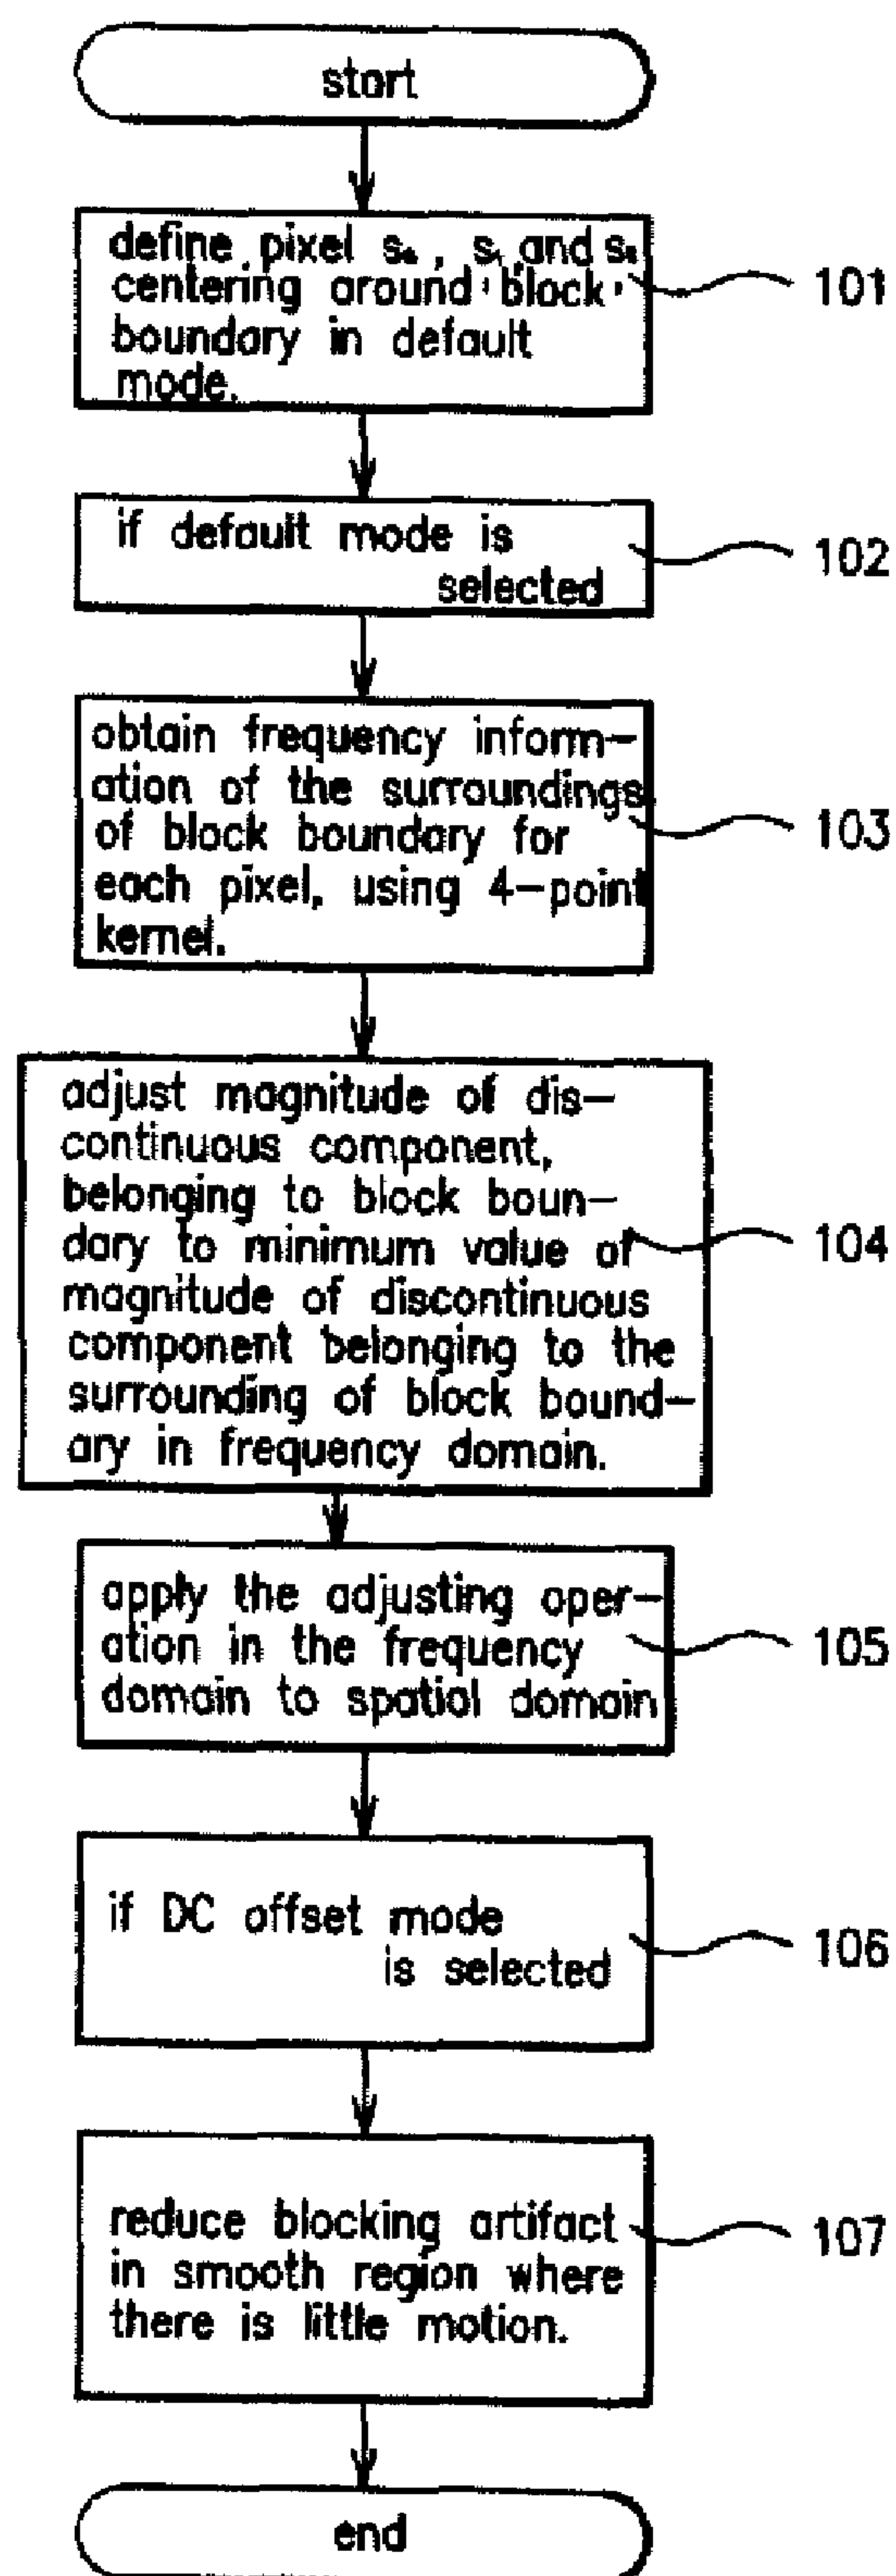 start
define pixel s₀, s₁, and s₂
centering around block
boundary in default
mode.
101
if default mode is
selected
102
obtain frequency inform-
ation of the surroundings
of block boundary for
each pixel, using 4-point
kernel.
103
adjust magnitude of dis-
continuous component,
belonging to block boun-
dary to minimum value of
magnitude of discontinuous
component belonging to the
surrounding of block bound-
ary in frequency domain.
104
apply the adjusting oper-
ation in the frequency
domain to spatial domain
105
if DC offset mode
is selected
106
reduce blocking artifact
in smooth region where
there is little motion.
107
end